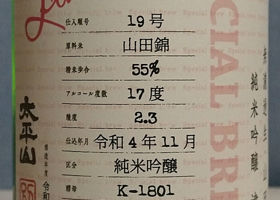 仕込順号 19号
原料米 山田錦
精米歩合 55%
アルコール度数 17度
酸度 2.3
仕込年月 令和4年11月
区分 純米吟醸
酵母 K-1801
太平山
CIAL BRE
純米吟醸